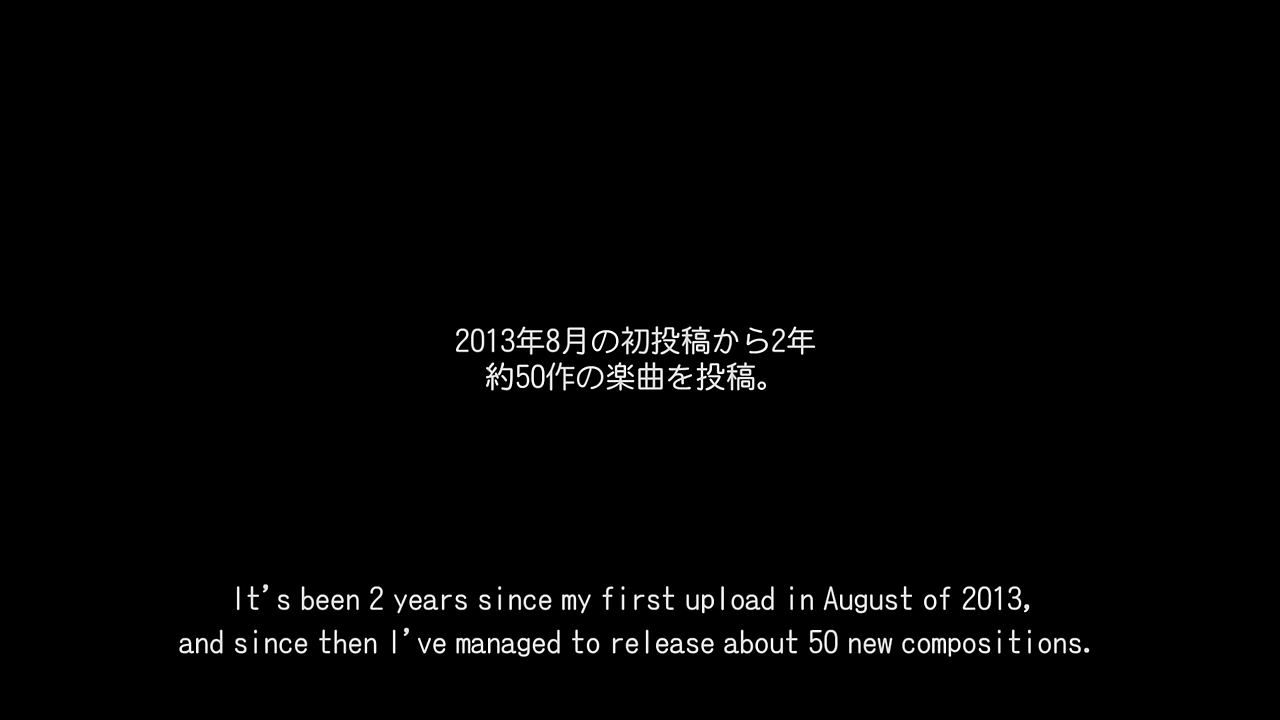 2013年8月の初投稿から2年
約50作の楽曲を投稿。
It's been 2 years since my first upload in August of 2013,
and since then I've managed to release about 50 new compositions.